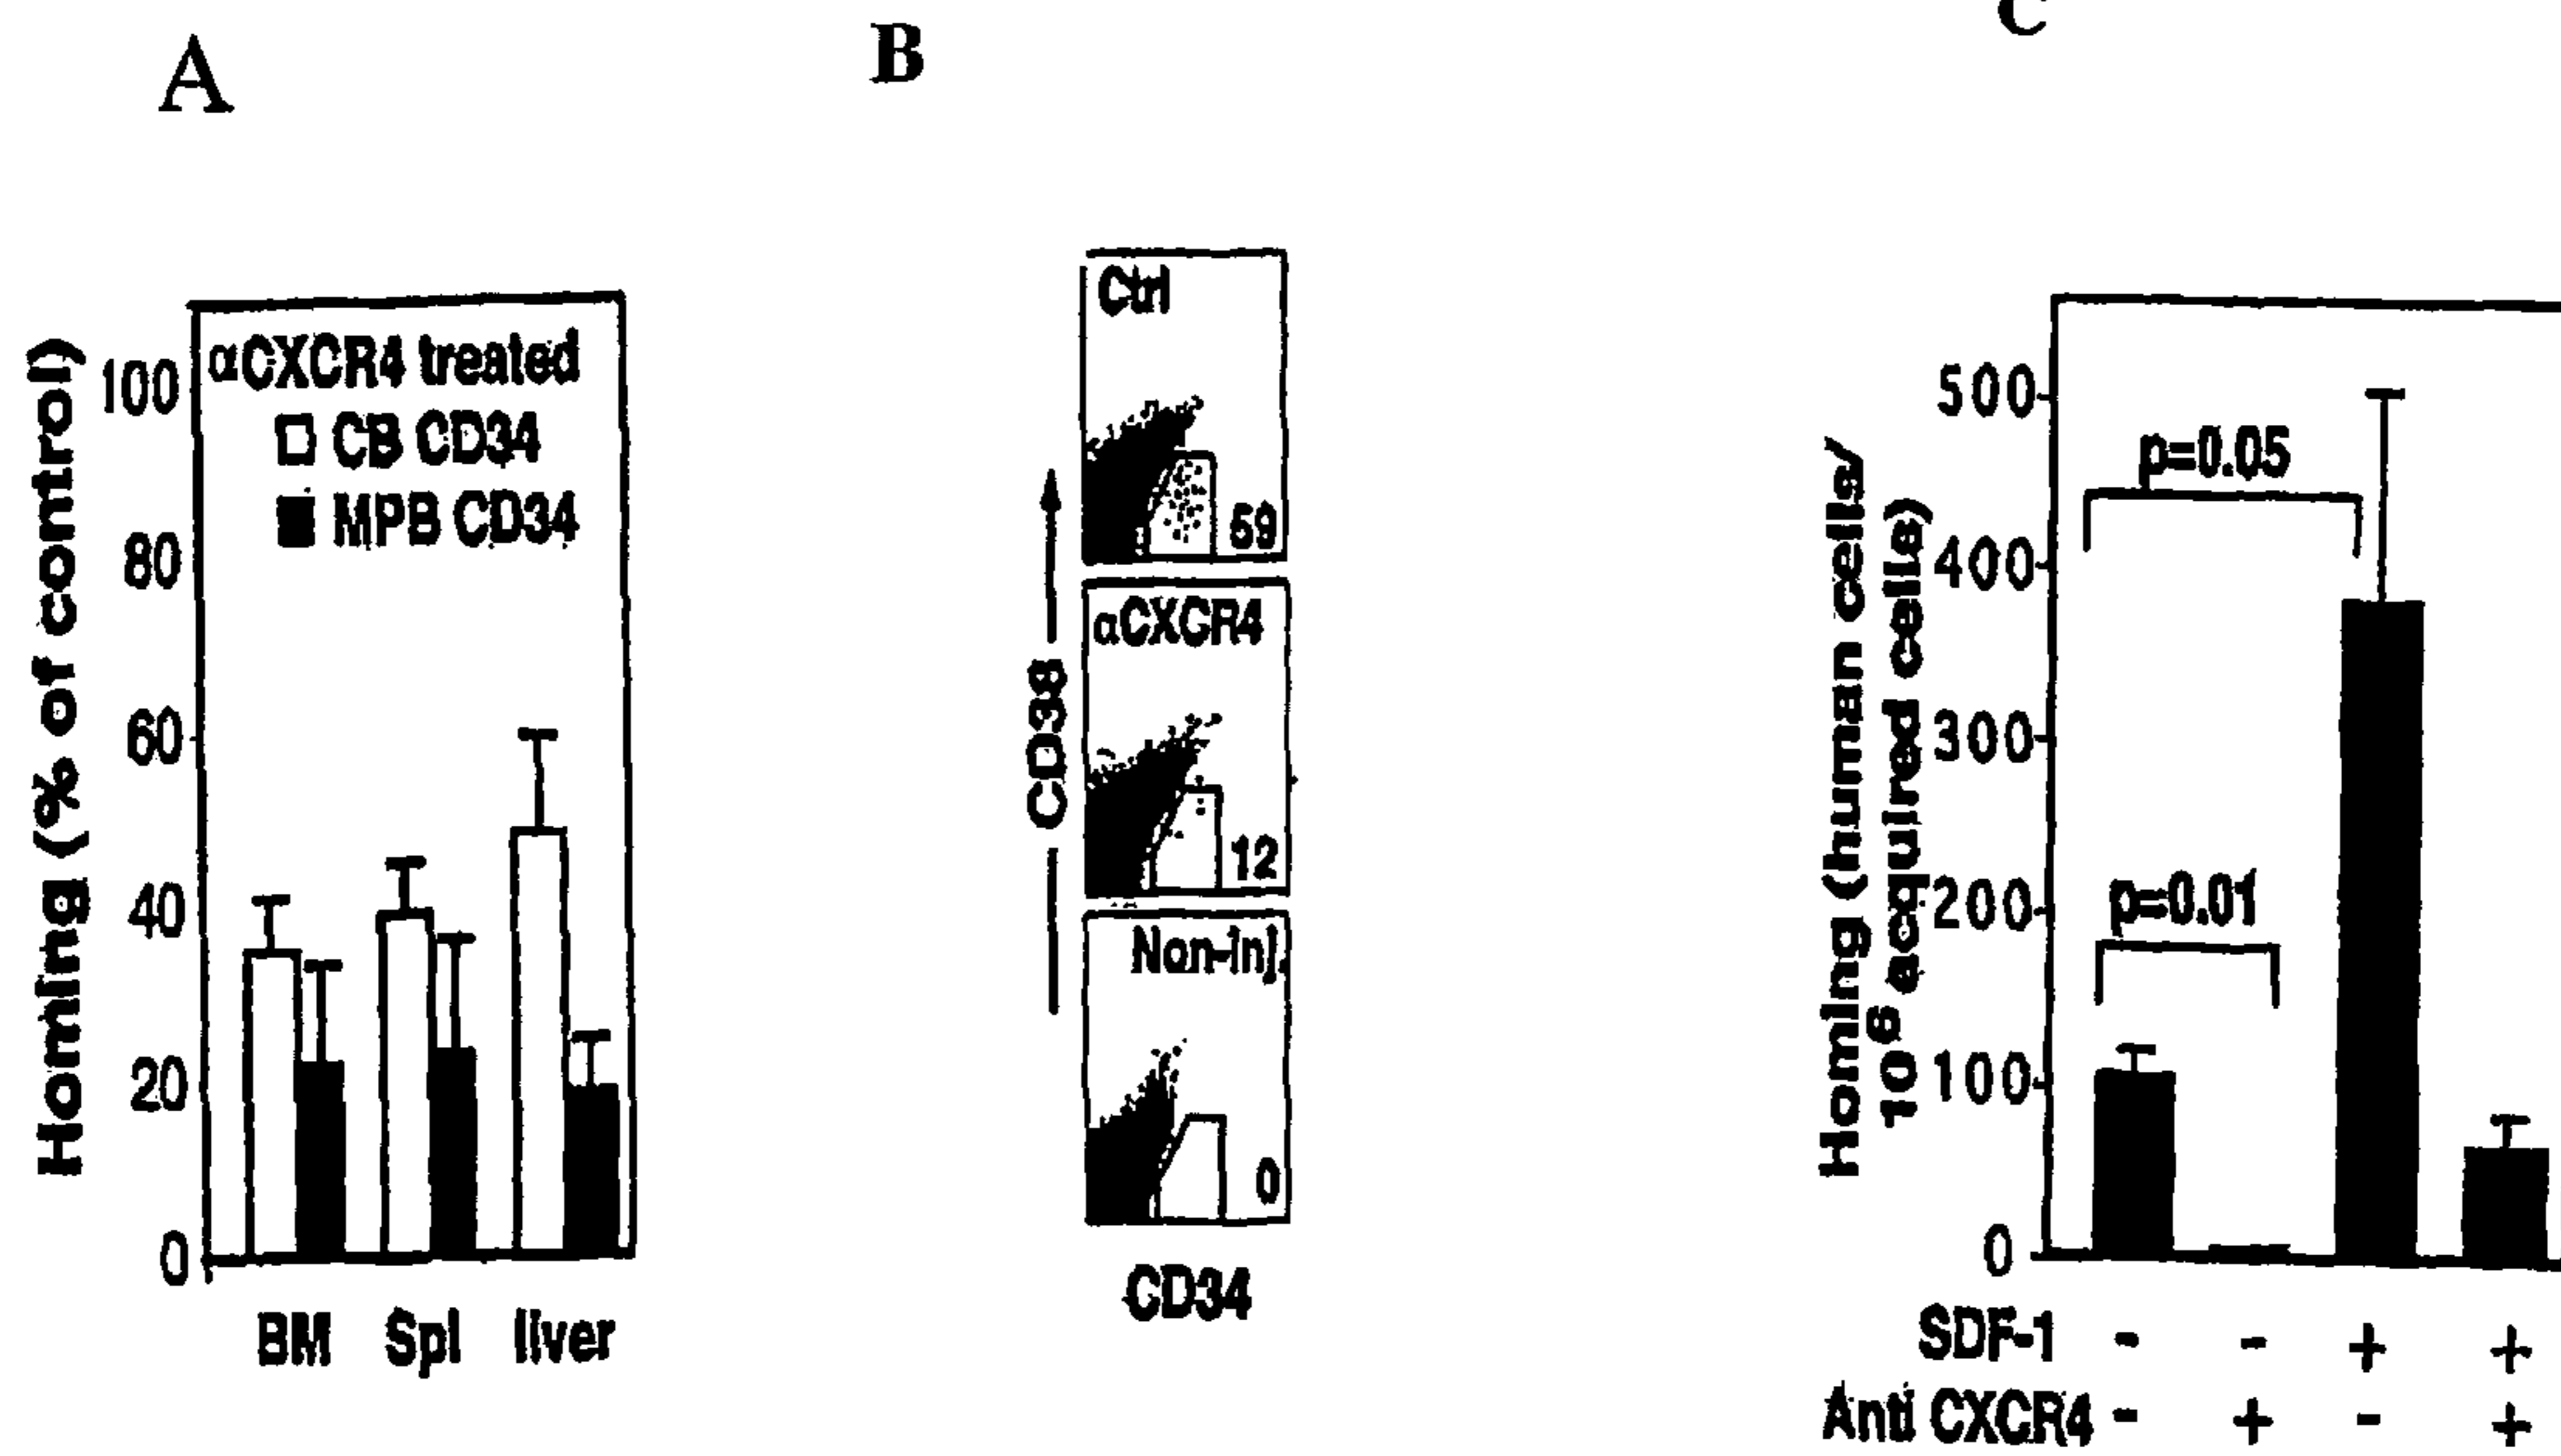 A
Homing (% of control)
100
80
60
40
20
0
αCXCR4 treated
CB CD34
MPB CD34
BM Spl liver
B
CD38
Ctrl
59
αCXCR4
12
Non-inj.
0
CD34
C
Homing (human cells/
10⁶ acquired cells)
500
400
300
200
100
0
p=0.05
p=0.01
SDF-1 - - + +
Anti CXCR4 - + - +